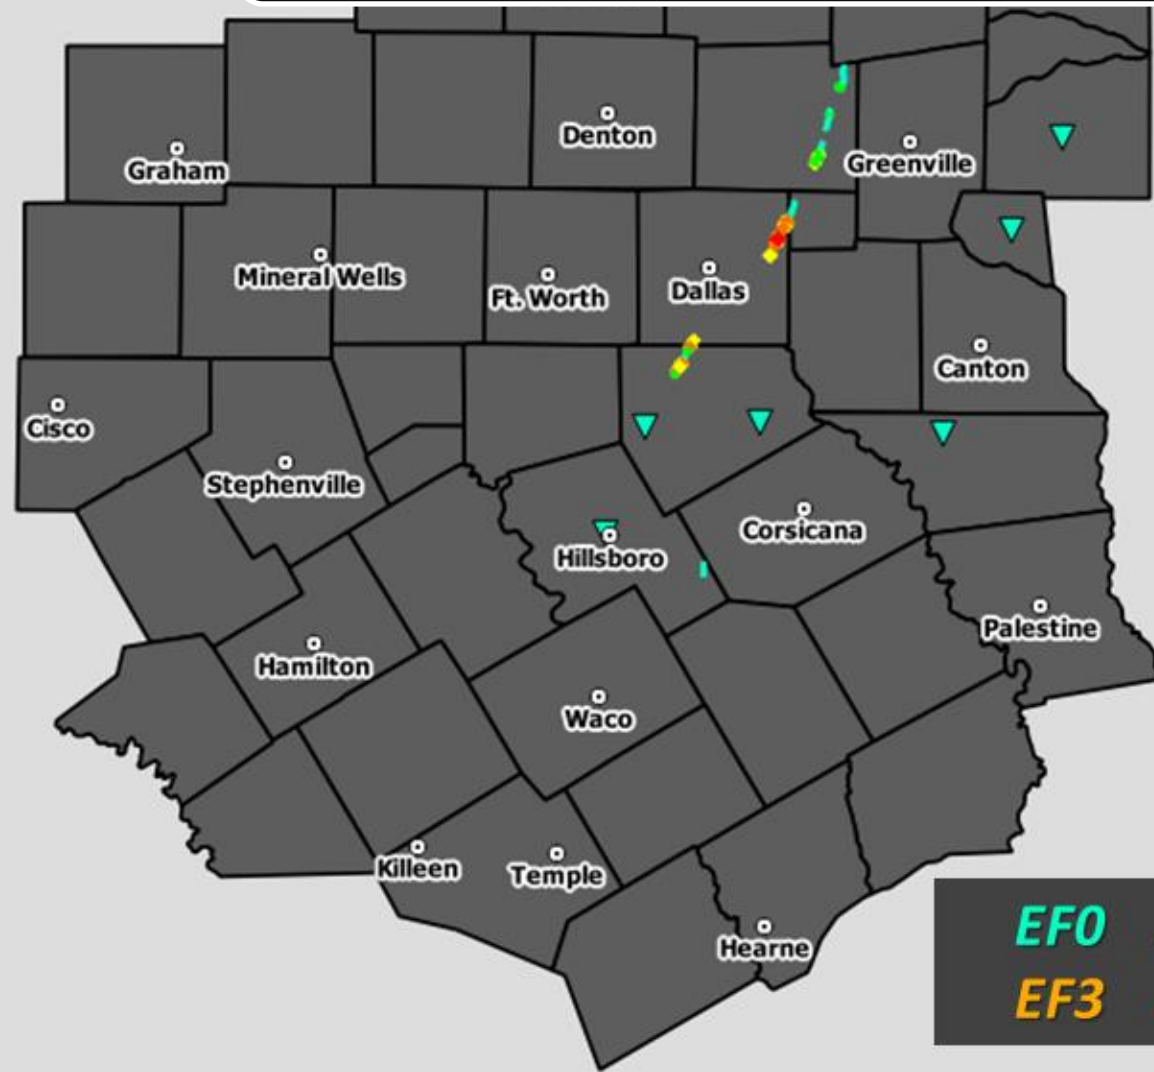 Denton
Graham
Greenville
Mineral Wells
Ft. Worth
Dallas
Canton
Cisco
Stephenville
Corsicana
Hillsboro
Palestine
Hamilton
Waco
Killeen
Temple
Hearne
EF0
EF3